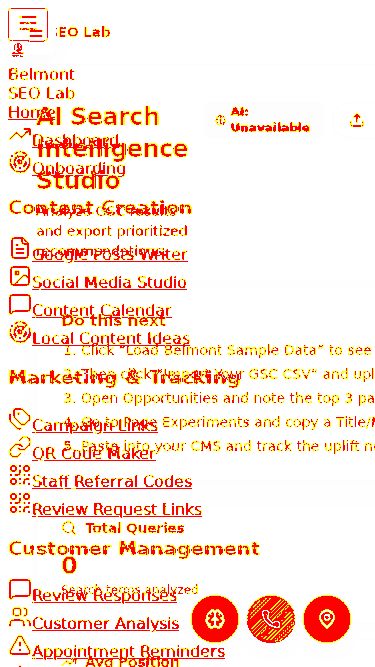 SEO Lab
Belmont
SEO Lab
Home
AI Search
Intelligence
Studio
AI:
Unavailable
Dashboard
Onboarding
Content Creation
Analyze GSC results
and export prioritized
recommendations.
Google Posts Writer
Social Media Studio
Content Calendar
Do this next
Local Content Ideas
1. Click “Load Belmont Sample Data” to see
Marketing & Tracking
2. Then click Your GSC CSV” and upl
3. Open Opportunities and note the top 3 pa
Campaign Links
4. Go to Page Experiments and copy a Title/M
QR Code Maker
5. Paste into your CMS and track the uplift n
Staff Referral Codes
Review Request Links
Total Queries
Customer Management
0
Search terms analyzed
Review Responses
Customer Analysis
Appointment Reminders
Avg Position